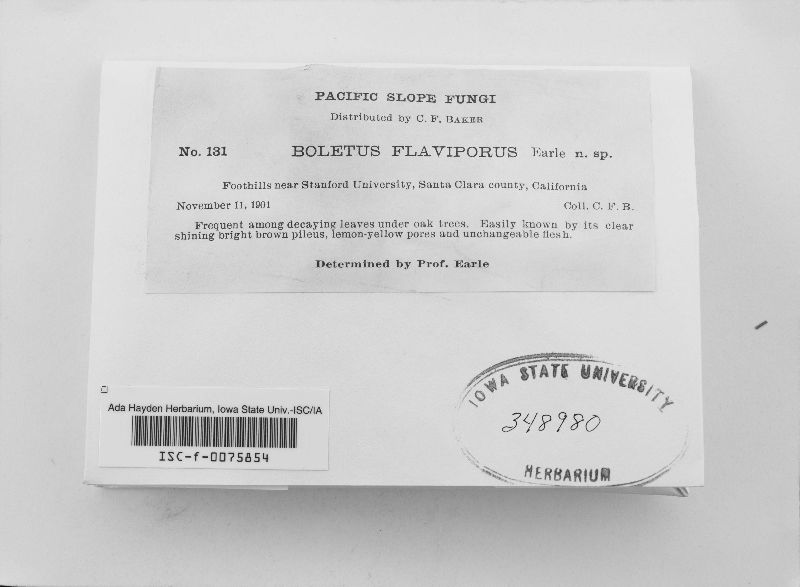 PACIFIC SLOPE FUNGI
Distributed by C. F. BAKER
No. 131 BOLETUS FLAVIPORUS Earle n. sp.
Foothills near Stanford University, Santa Clara county, California
November 11, 1901 Coll. C. F. B.
Frequent among decaying leaves under oak trees. Easily known by its clear
shining bright brown pileus, lemon-yellow pores and unchangeable flesh.
Determined by Prof. Earle
Ada Hayden Herbarium, Iowa State Univ.-ISC/IA
ISC-f-0075854
IOWA STATE UNIVERSITY
348980
HERBARIUM